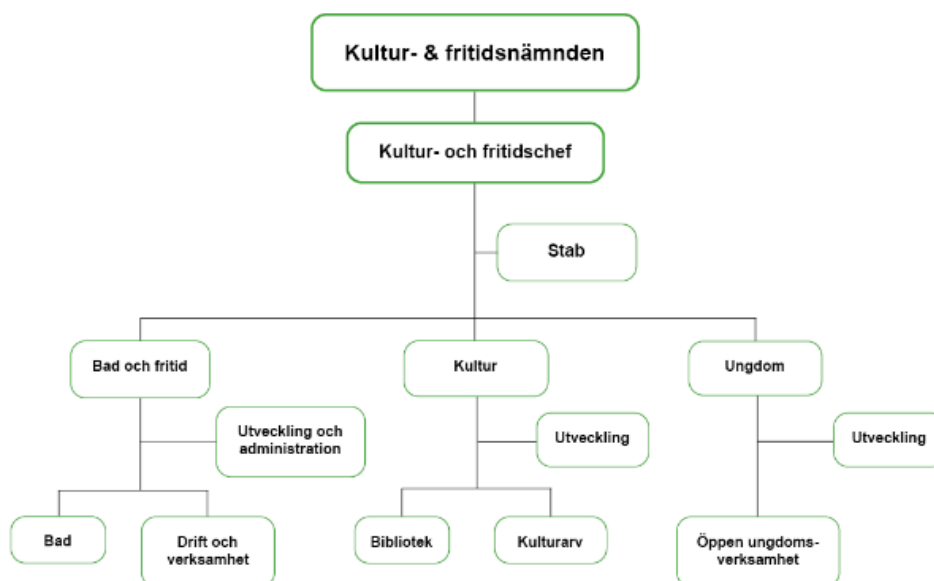 Kultur- & fritidsnämnden
Kultur- och fritidschef
Stab
Bad och fritid
Kultur
Ungdom
Utveckling och
administration
Utveckling
Utveckling
Bad
Drift och
verksamhet
Bibliotek
Kulturarv
Öppen ungdoms-
verksamhet